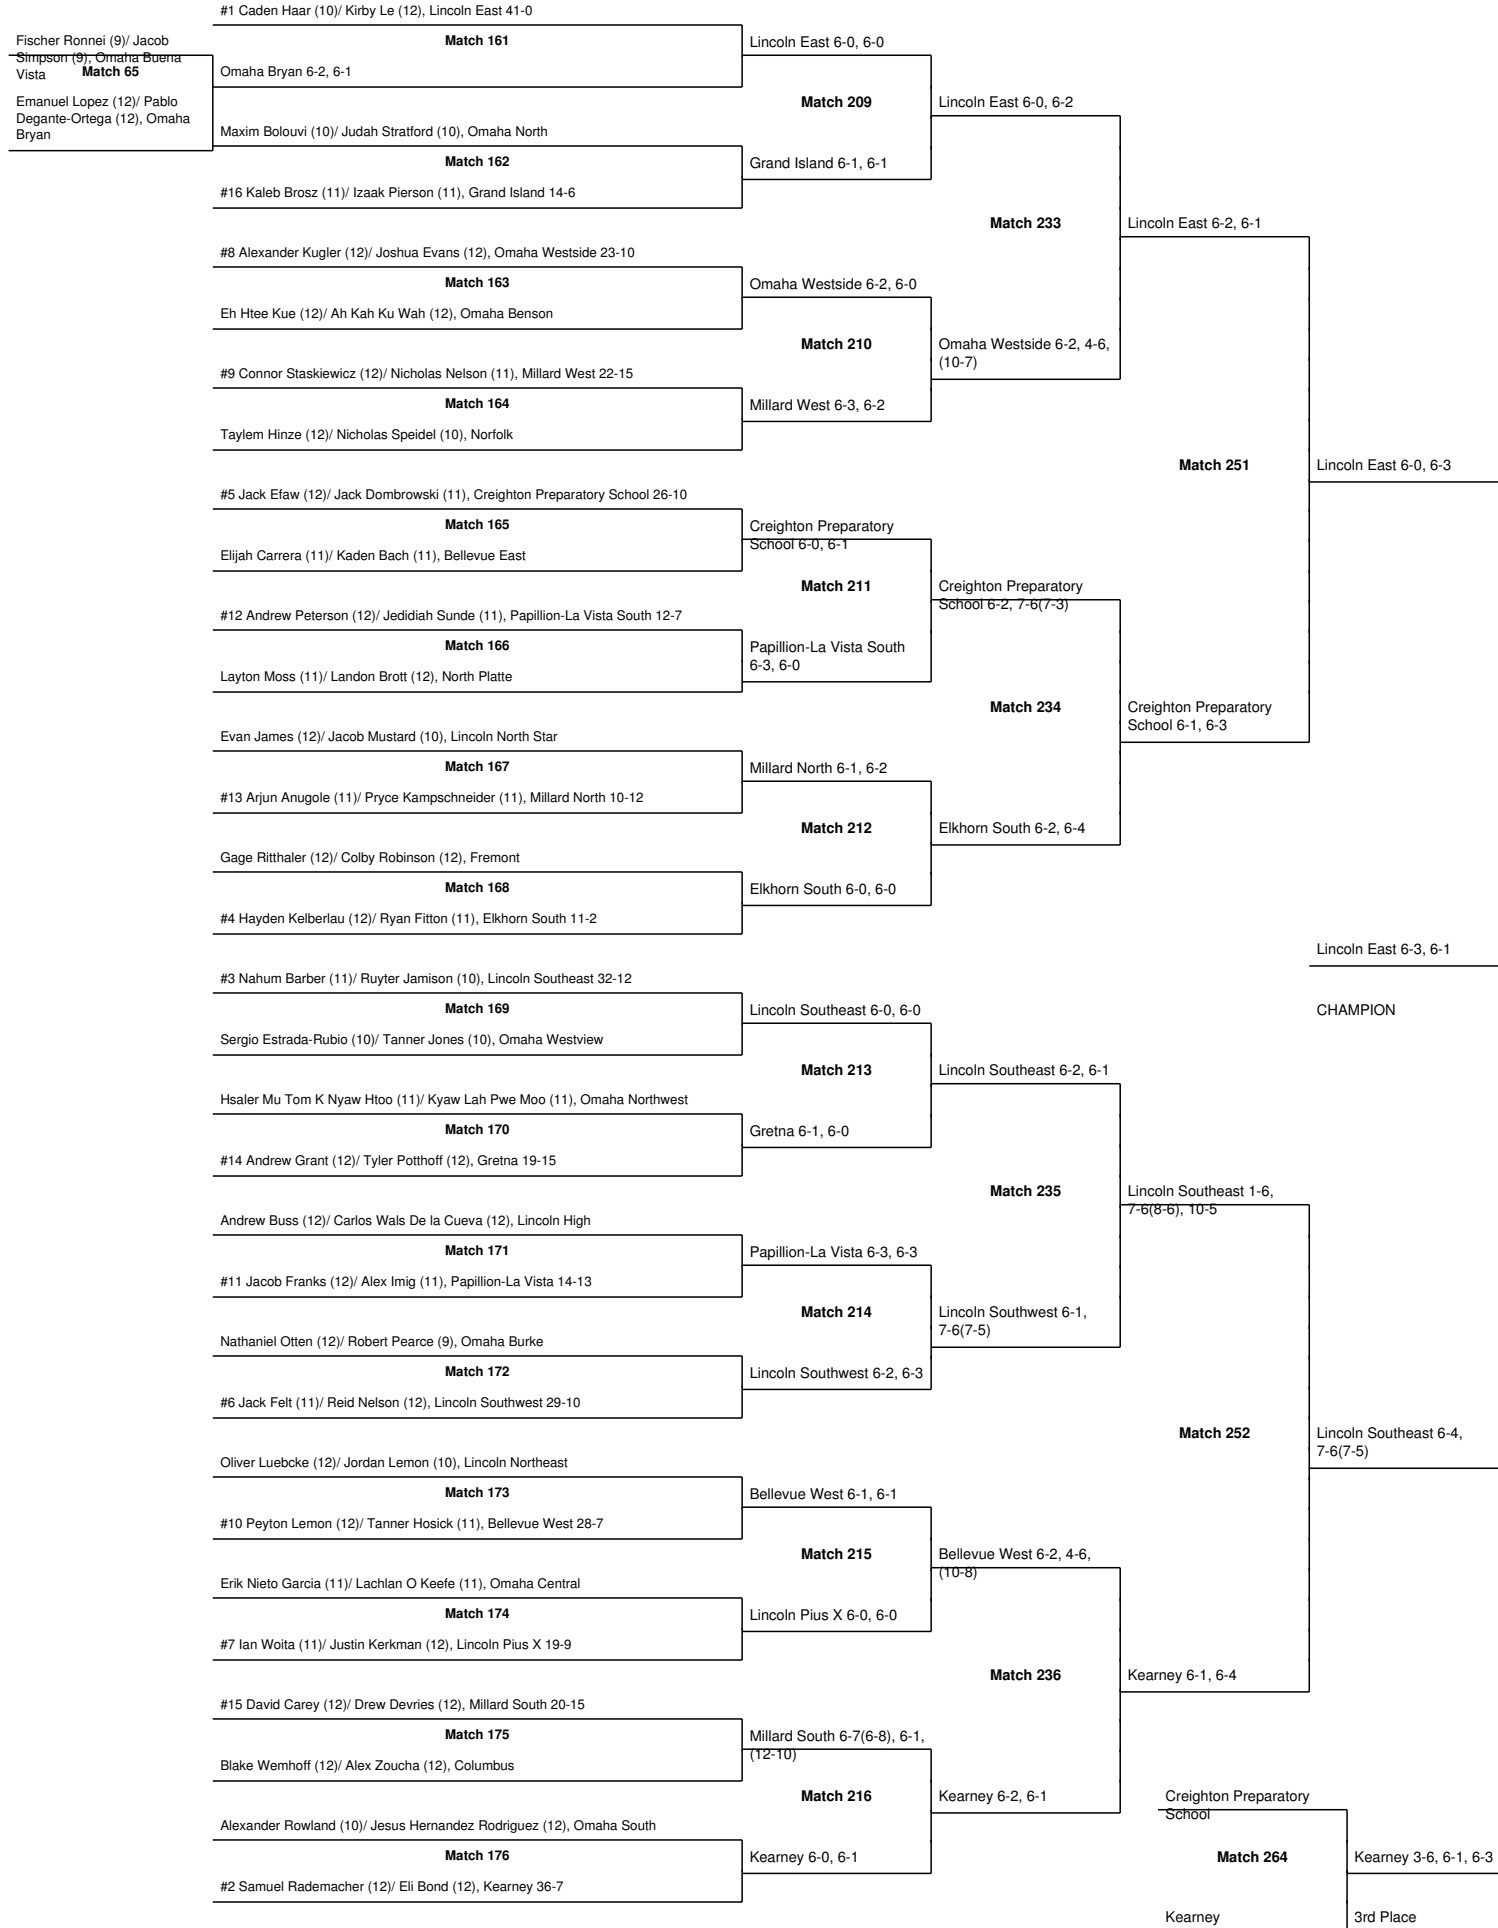 #1 Caden Haar (10)/ Kirby Le (12), Lincoln East 41-0
Match 161
Fischer Ronnei (9)/ Jacob
Simpson (9), Omaha Buena
Vista
Match 65
Omaha Bryan 6-2, 6-1
Emanuel Lopez (12)/ Pablo
Degante-Ortega (12), Omaha
Bryan
Lincoln East 6-0, 6-0
Match 209
Lincoln East 6-0, 6-2
Maxim Bolouvi (10)/ Judah Stratford (10), Omaha North
Match 162
Grand Island 6-1, 6-1
#16 Kaleb Brosz (11)/ Izaak Pierson (11), Grand Island 14-6
Match 233
Lincoln East 6-2, 6-1
#8 Alexander Kugler (12)/ Joshua Evans (12), Omaha Westside 23-10
Match 163
Omaha Westside 6-2, 6-0
Eh Htee Kue (12)/ Ah Kah Ku Wah (12), Omaha Benson
Match 210
Omaha Westside 6-2, 4-6,
(10-7)
#9 Connor Staskiewicz (12)/ Nicholas Nelson (11), Millard West 22-15
Match 164
Millard West 6-3, 6-2
Taylem Hinze (12)/ Nicholas Speidel (10), Norfolk
Match 251
Lincoln East 6-0, 6-3
#5 Jack Efaw (12)/ Jack Dombrowski (11), Creighton Preparatory School 26-10
Match 165
Creighton Preparatory
School 6-0, 6-1
Elijah Carrera (11)/ Kaden Bach (11), Bellevue East
Match 211
Creighton Preparatory
School 6-2, 7-6(7-3)
#12 Andrew Peterson (12)/ Jedidiah Sunde (11), Papillion-La Vista South 12-7
Match 166
Papillion-La Vista South
6-3, 6-0
Layton Moss (11)/ Landon Brott (12), North Platte
Match 234
Creighton Preparatory
School 6-1, 6-3
Evan James (12)/ Jacob Mustard (10), Lincoln North Star
Match 167
Millard North 6-1, 6-2
#13 Arjun Anugole (11)/ Pryce Kampschneider (11), Millard North 10-12
Match 212
Elkhorn South 6-2, 6-4
Gage Ritthaler (12)/ Colby Robinson (12), Fremont
Match 168
Elkhorn South 6-0, 6-0
#4 Hayden Kelberlau (12)/ Ryan Fitton (11), Elkhorn South 11-2
Lincoln East 6-3, 6-1
CHAMPION
#3 Nahum Barber (11)/ Ruyter Jamison (10), Lincoln Southeast 32-12
Match 169
Lincoln Southeast 6-0, 6-0
Sergio Estrada-Rubio (10)/ Tanner Jones (10), Omaha Westview
Match 213
Lincoln Southeast 6-2, 6-1
Hsaler Mu Tom K Nyaw Htoo (11)/ Kyaw Lah Pwe Moo (11), Omaha Northwest
Match 170
Gretna 6-1, 6-0
#14 Andrew Grant (12)/ Tyler Potthoff (12), Gretna 19-15
Match 235
Lincoln Southeast 1-6,
7-6(8-6), 10-5
Andrew Buss (12)/ Carlos Wals De la Cueva (12), Lincoln High
Match 171
Papillion-La Vista 6-3, 6-3
#11 Jacob Franks (12)/ Alex Imig (11), Papillion-La Vista 14-13
Match 214
Lincoln Southwest 6-1,
7-6(7-5)
Nathaniel Otten (12)/ Robert Pearce (9), Omaha Burke
Match 172
Lincoln Southwest 6-2, 6-3
#6 Jack Felt (11)/ Reid Nelson (12), Lincoln Southwest 29-10
Match 252
Lincoln Southeast 6-4,
7-6(7-5)
Oliver Luebcke (12)/ Jordan Lemon (10), Lincoln Northeast
Match 173
Bellevue West 6-1, 6-1
#10 Peyton Lemon (12)/ Tanner Hosick (11), Bellevue West 28-7
Match 215
Bellevue West 6-2, 4-6,
(10-8)
Erik Nieto Garcia (11)/ Lachlan O Keefe (11), Omaha Central
Match 174
Lincoln Pius X 6-0, 6-0
#7 Ian Woita (11)/ Justin Kerkman (12), Lincoln Pius X 19-9
Match 236
Kearney 6-1, 6-4
#15 David Carey (12)/ Drew Devries (12), Millard South 20-15
Match 175
Millard South 6-7(6-8), 6-1,
(12-10)
Blake Wemhoff (12)/ Alex Zoucha (12), Columbus
Match 216
Kearney 6-2, 6-1
Alexander Rowland (10)/ Jesus Hernandez Rodriguez (12), Omaha South
Match 176
Kearney 6-0, 6-1
#2 Samuel Rademacher (12)/ Eli Bond (12), Kearney 36-7
Creighton Preparatory
School
Match 264
Kearney 3-6, 6-1, 6-3
Kearney
3rd Place